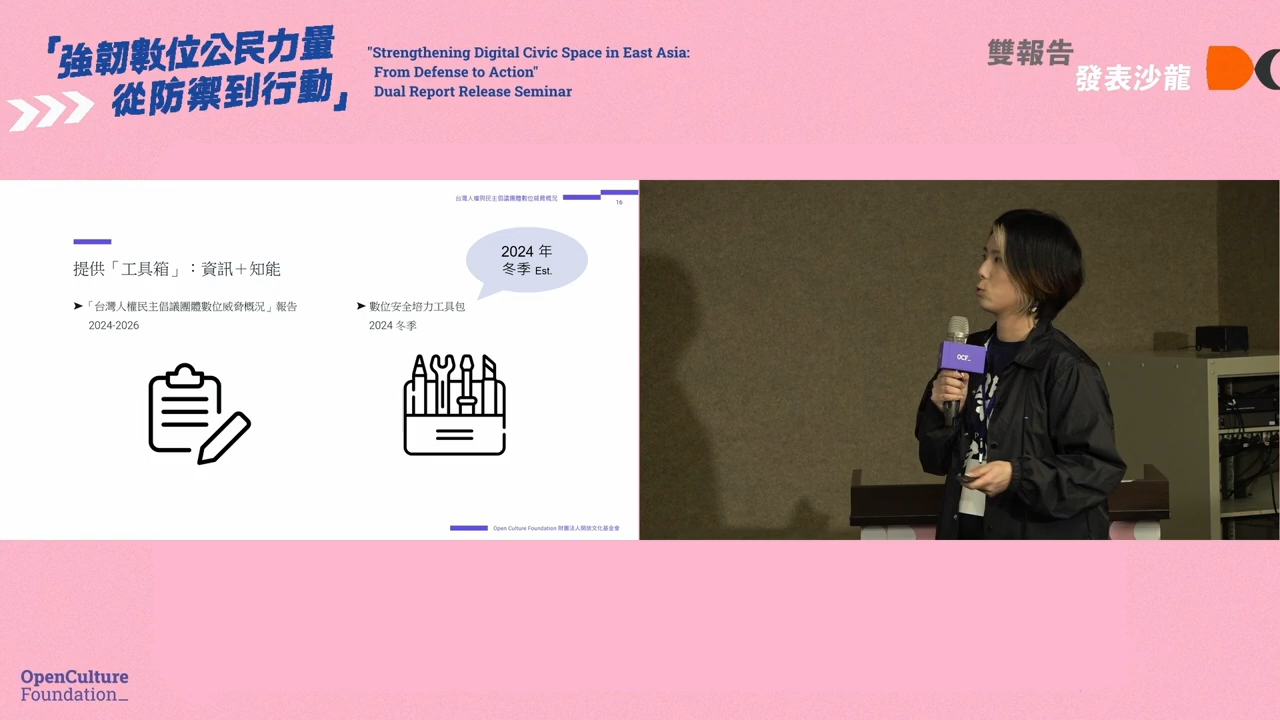 「強韌數位公民力量
從防禦到行動」
"Strengthening Digital Civic Space in East Asia:
From Defense to Action"
Dual Report Release Seminar
雙報告
發表沙龍
台灣人權與民主倡議團體數位威脅概況
16
2024 年
冬季 Est.
提供「工具箱」：資訊＋知能
➤「台灣人權民主倡議團體數位威脅概況」報告
2024-2026
➤ 數位安全培力工具包
2024 冬季
OCF_
Open Culture Foundation 財團法人開放文化基金會
OpenCulture
Foundation_